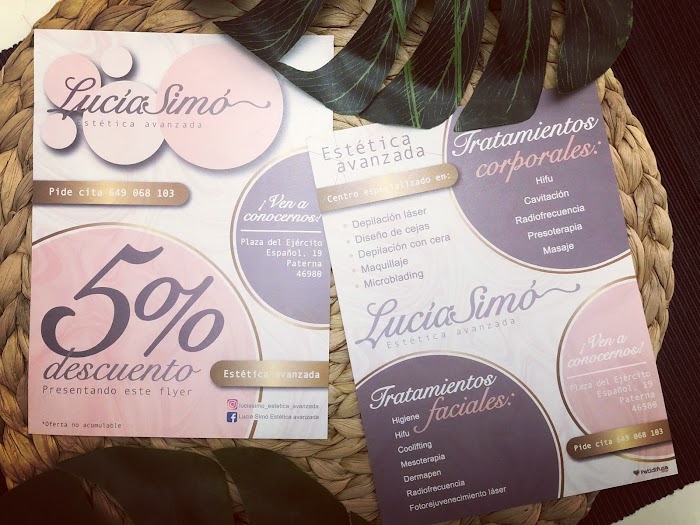 Lucía Simó
Estética avanzada
Pide cita 649 068 103
¡Ven a
conocernos!
Plaza del Ejército
Español, 19
Paterna
46980
5%
descuento
Presentando este flyer
Estética avanzada
luciasimo_estetica_avanzada
Lucía Simó Estética avanzada
*Oferta no acumulable
Estética
avanzada
Centro especializado en:
• Depilación láser
• Diseño de cejas
• Depilación con cera
• Maquillaje
• Microblading
Tratamientos
corporales:
Hifu
Cavitación
Radiofrecuencia
Presoterapia
Masaje
Lucía Simó
Estética avanzada
¡Ven a
conocernos!
Plaza del Ejército
Español, 19
Paterna
46980
Pide cita 649 068 103
Tratamientos
faciales:
Higiene
Hifu
Coolifting
Mesoterapia
Dermapen
Radiofrecuencia
Fotorejuvenecimiento láser